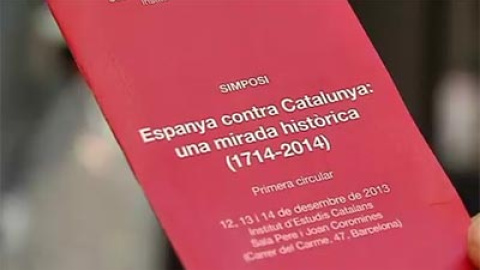 SIMPOSI
Espanya contra Catalunya:
una mirada històrica
(1714-2014)
Primera circular
12, 13 i 14 de desembre de 2013
Institut d'Estudis Catalans
Sala Pere i Joan Coromines
(Carrer del Carme, 47, Barcelona)